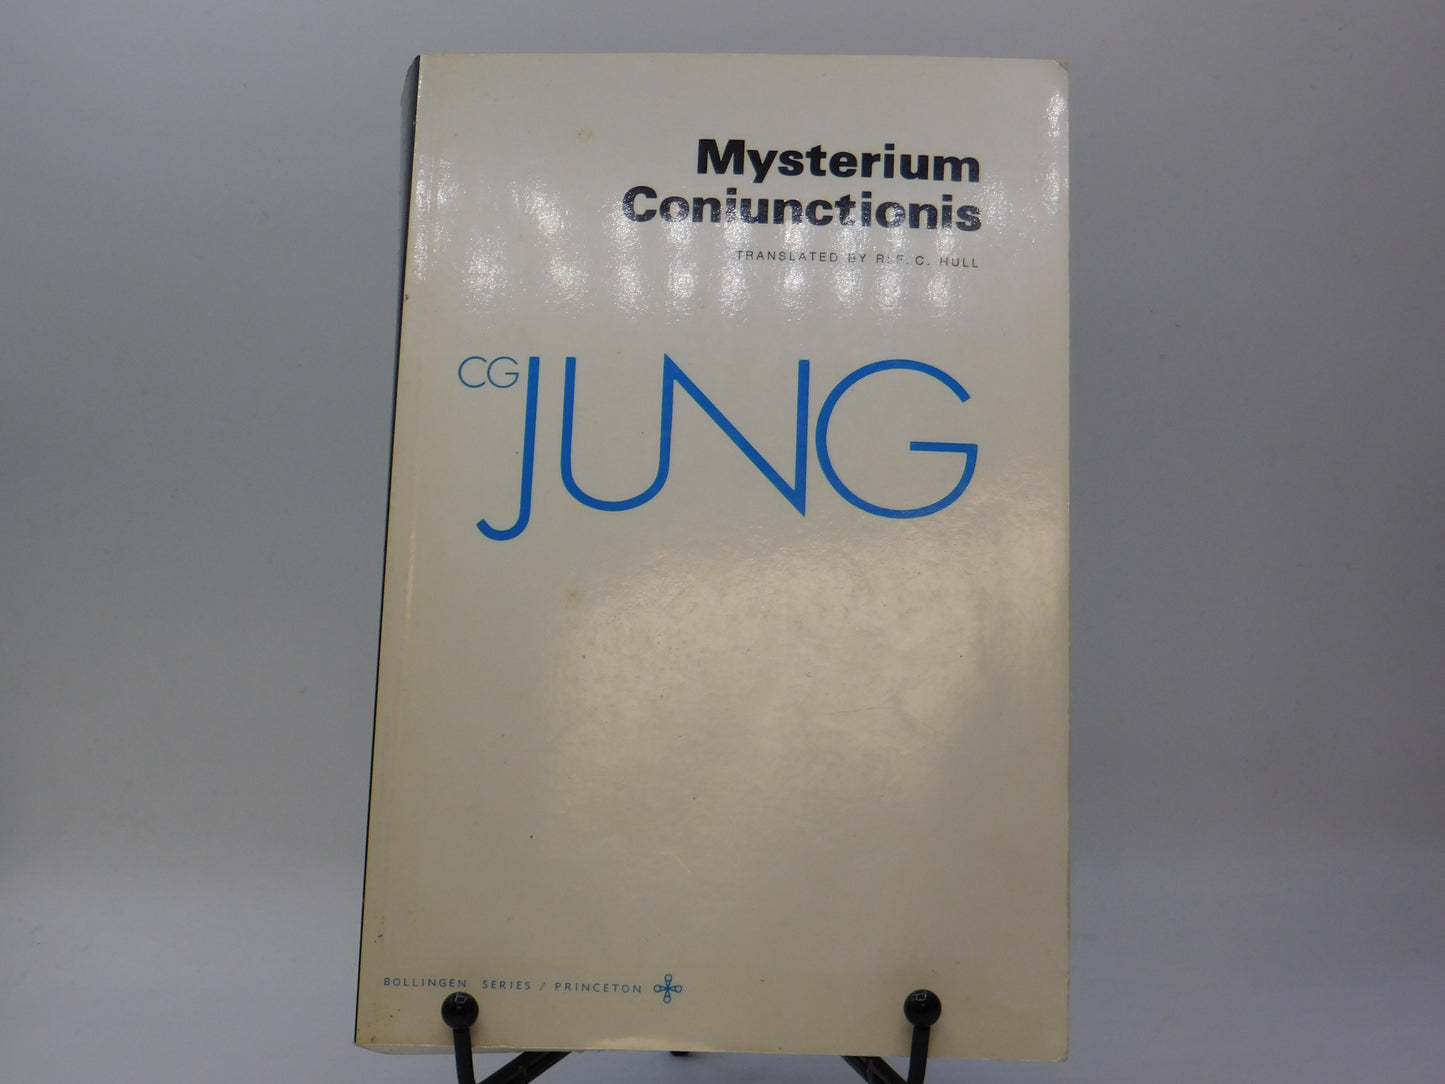 Mysterium
Coniunctionis
TRANSLATED BY R. F. C. HULL
CG JUNG
BOLLINGEN SERIES / PRINCETON